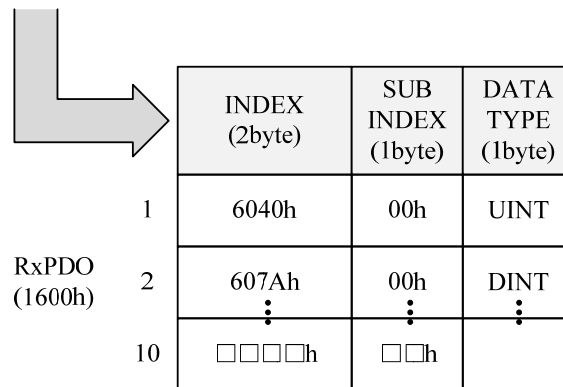 INDEX
(2byte)
SUB
INDEX
(1byte)
DATA
TYPE
(1byte)
1 6040h 00h UINT
RxPDO
(1600h)
2 607Ah 00h DINT
10 □□□□h □□h